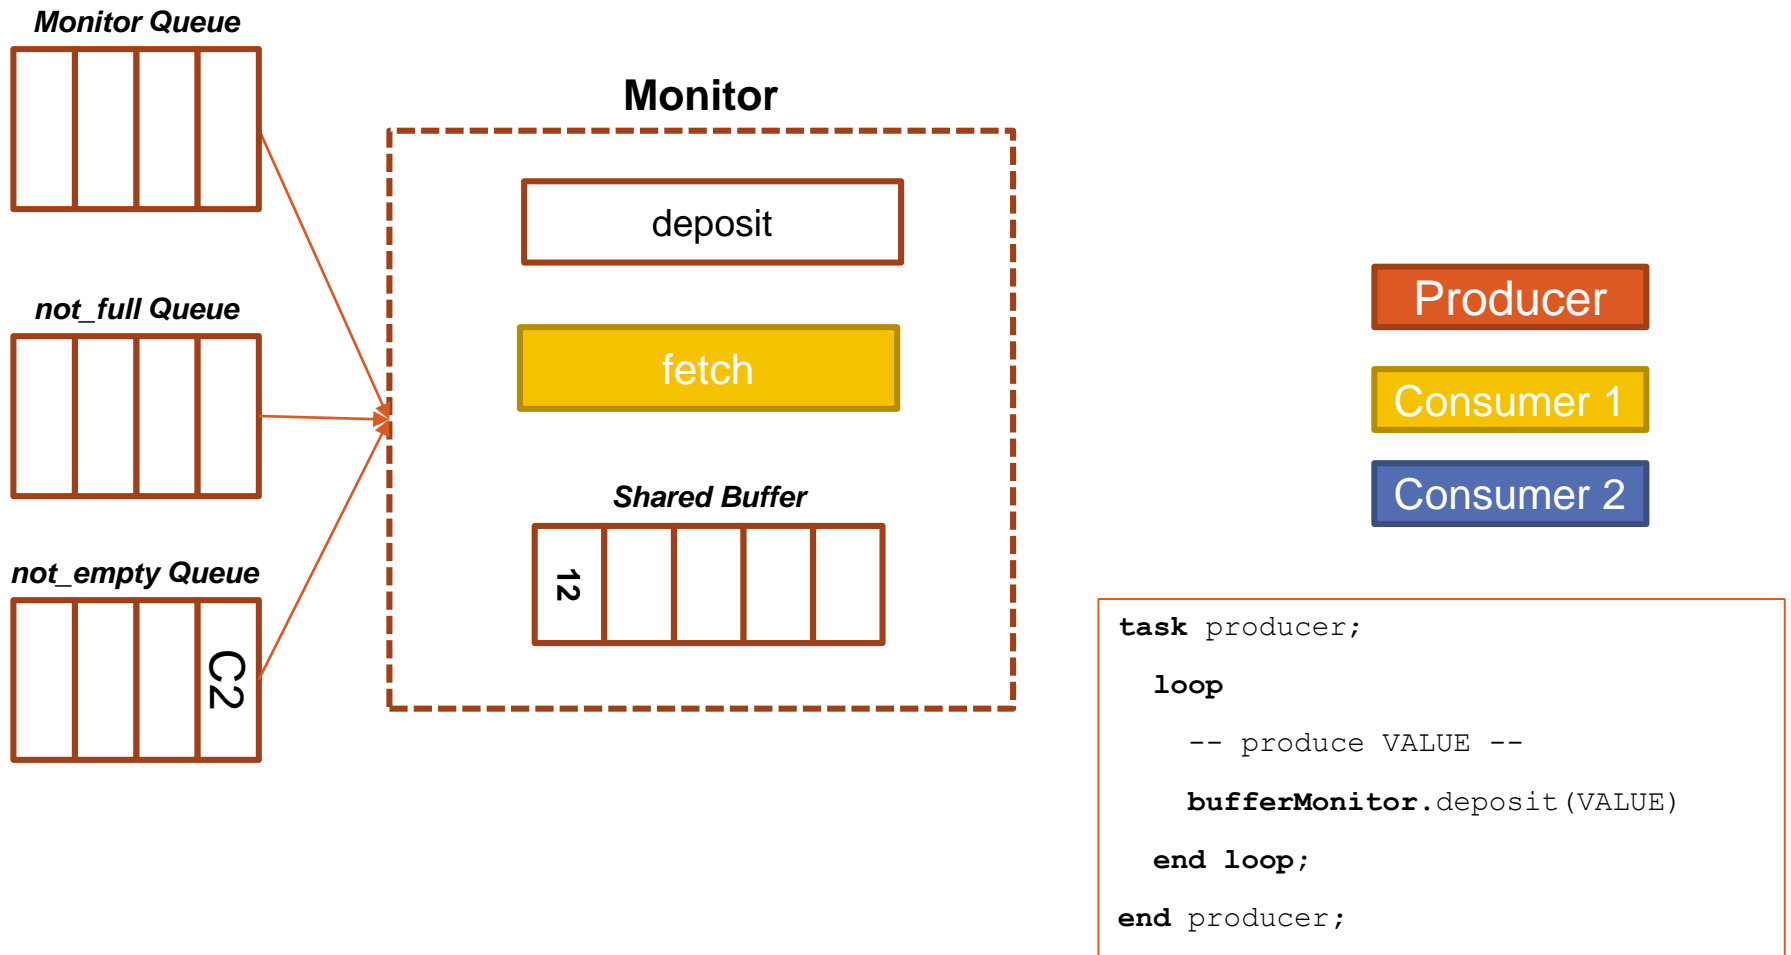 Monitor Queue
not_full Queue
not_empty Queue
C2
Monitor
deposit
fetch
Shared Buffer
12
Producer
Consumer 1
Consumer 2
task producer;
loop
-- produce VALUE --
bufferMonitor.deposit(VALUE)
end loop;
end producer;